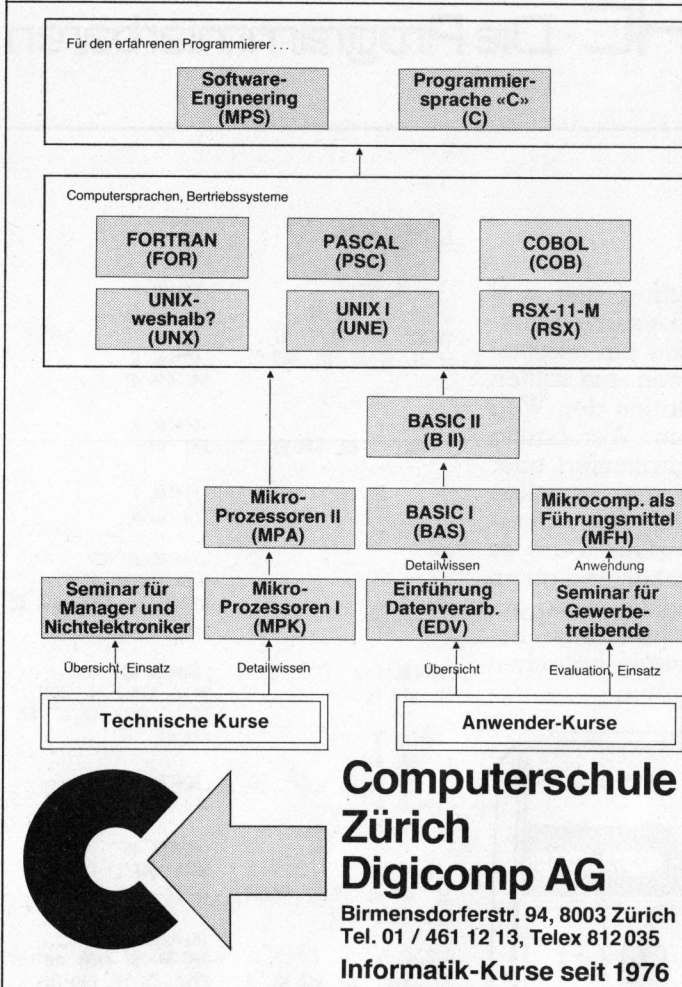 Für den erfahrenen Programmierer...
Software-
Engineering
(MPS)
Programmier-
sprache «C»
(C)
Computersprachen, Bertriebssysteme
FORTRAN
(FOR)
PASCAL
(PSC)
COBOL
(COB)
UNIX-
weshalb?
(UNX)
UNIX I
(UNE)
RSX-11-M
(RSX)
BASIC II
(B II)
Mikro-
Prozessoren II
(MPA)
BASIC I
(BAS)
Mikrocomp. als
Führungsmittel
(MFH)
Detailwissen
Anwendung
Seminar für
Manager und
Nichtelektroniker
Mikro-
Prozessoren I
(MPK)
Einführung
Datenverarb.
(EDV)
Seminar für
Gewerbe-
treibende
Übersicht, Einsatz
Detailwissen
Übersicht
Evaluation, Einsatz
Technische Kurse
Anwender-Kurse
Computerschule
Zürich
Digicomp AG
Birmensdorferstr. 94, 8003 Zürich
Tel. 01 / 461 12 13, Telex 812 035
Informatik-Kurse seit 1976